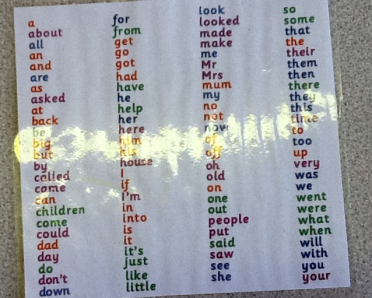 a
about
all
an
and
are
as
asked
at
back
be
big
but
by
called
came
can
children
come
could
dad
day
do
don't
down
for
from
get
go
got
had
have
he
help
her
here
him
his
house
I
if
I'm
in
into
is
it
it's
just
like
little
look
looked
made
make
me
Mr
Mrs
mum
my
no
not
now
of
off
oh
old
on
one
out
people
put
said
saw
see
she
so
some
that
the
their
them
then
there
they
this
time
to
too
up
very
was
we
went
were
what
when
will
with
you
your